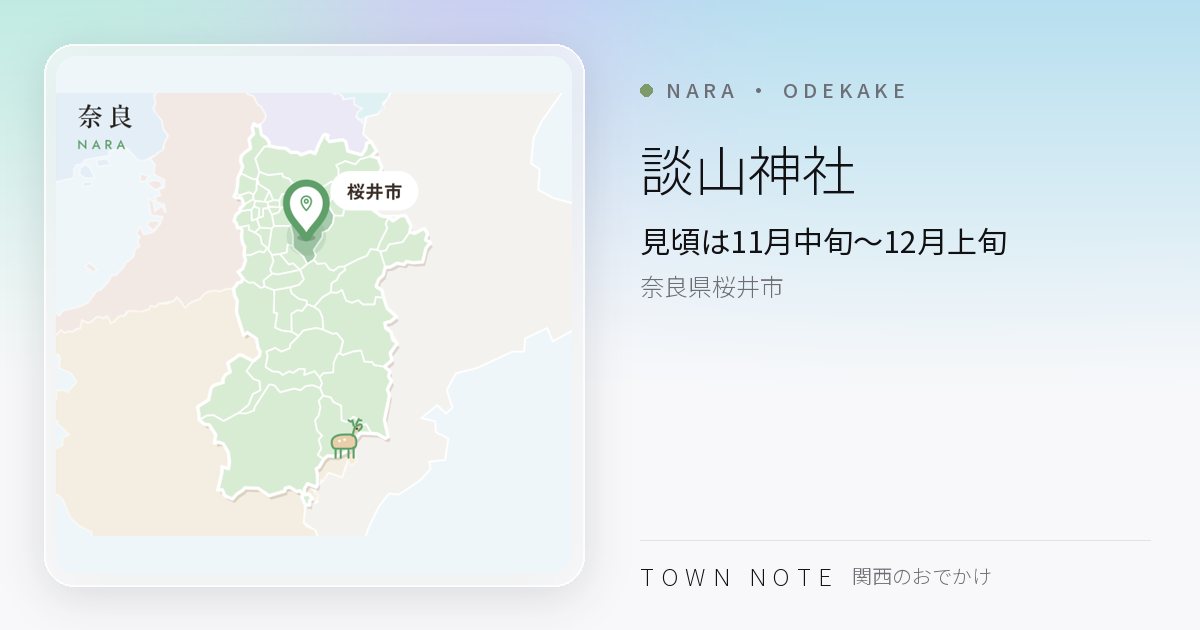 奈良
NARA
桜井市
NARA • ODEKAKE
談山神社
見頃は11月中旬〜12月上旬
奈良県桜井市
TOWN NOTE 関西のおでかけ